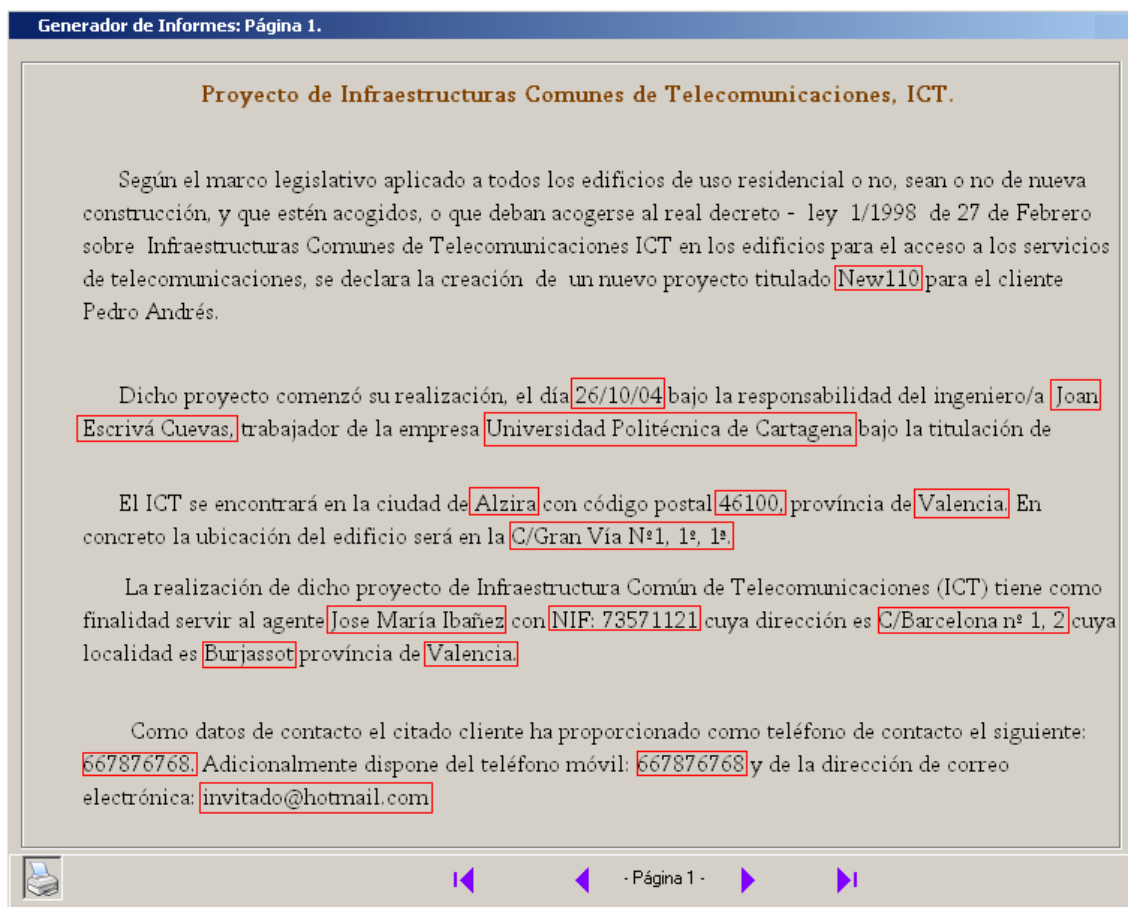 Generador de Informes: Página 1.
Proyecto de Infraestructuras Comunes de Telecomunicaciones, ICT.
Según el marco legislativo aplicado a todos los edificios de uso residencial o no, sean o no de nueva
construcción, y que estén acogidos, o que deban acogerse al real decreto - ley 1/1998 de 27 de Febrero
sobre Infraestructuras Comunes de Telecomunicaciones ICT en los edificios para el acceso a los servicios
de telecomunicaciones, se declara la creación de un nuevo proyecto titulado New110 para el cliente
Pedro Andrés.
Dicho proyecto comenzó su realización, el día 26/10/04 bajo la responsabilidad del ingeniero/a Joan
Escrivá Cuevas, trabajador de la empresa Universidad Politécnica de Cartagena bajo la titulación de
El ICT se encontrará en la ciudad de Alzira con código postal 46100, província de Valencia. En
concreto la ubicación del edificio será en la C/Gran Vía Nº1, 1º, 1ª.
La realización de dicho proyecto de Infraestructura Común de Telecomunicaciones (ICT) tiene como
finalidad servir al agente Jose María Ibañez con NIF: 73571121 cuya dirección es C/Barcelona nº 1, 2 cuya
localidad es Burjassot província de Valencia.
Como datos de contacto el citado cliente ha proporcionado como teléfono de contacto el siguiente:
667876768. Adicionalmente dispone del teléfono móvil: 667876768 y de la dirección de correo
electrónica: invitado@hotmail.com
- Página 1 -